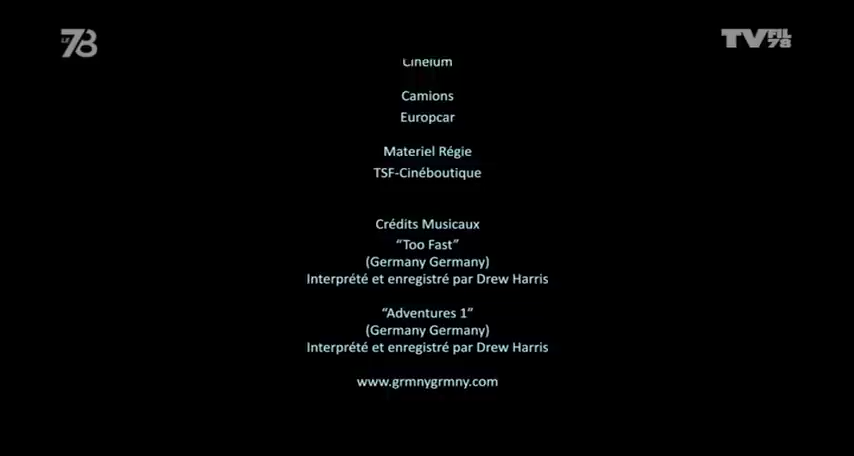 LE 78
TV FIL 78
Cinelum
Camions
Europcar
Materiel Régie
TSF-Cinéboutique
Crédits Musicaux
“Too Fast”
(Germany Germany)
Interprété et enregistré par Drew Harris
“Adventures 1”
(Germany Germany)
Interprété et enregistré par Drew Harris
www.grmnygrmny.com